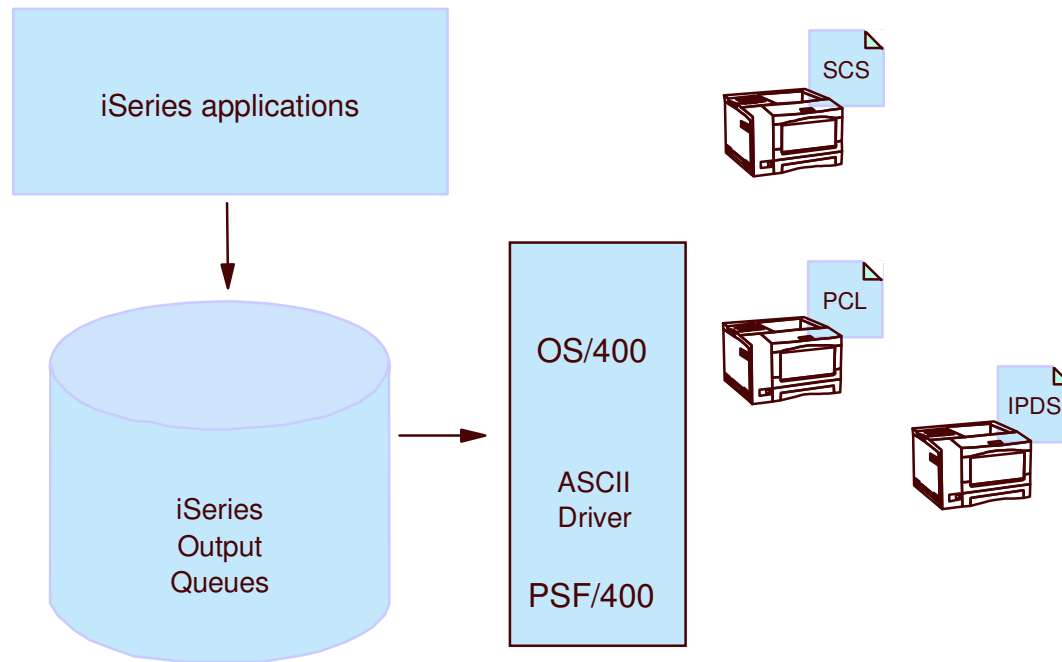 iSeries applications
SCS
PCL
OS/400
IPDS
ASCII
Driver
iSeries
Output
Queues
PSF/400